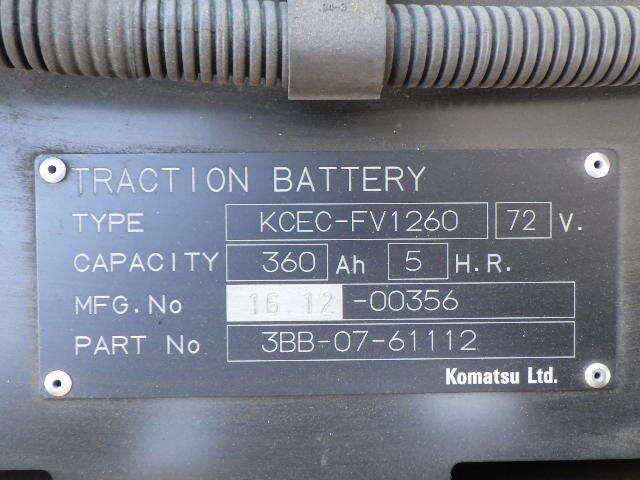 TRACTION BATTERY
TYPE KCEC-FV1260 72 V.
CAPACITY 360 Ah 5 H.R.
MFG.No 16 12 -00356
PART No 3BB-07-61112
Komatsu Ltd.